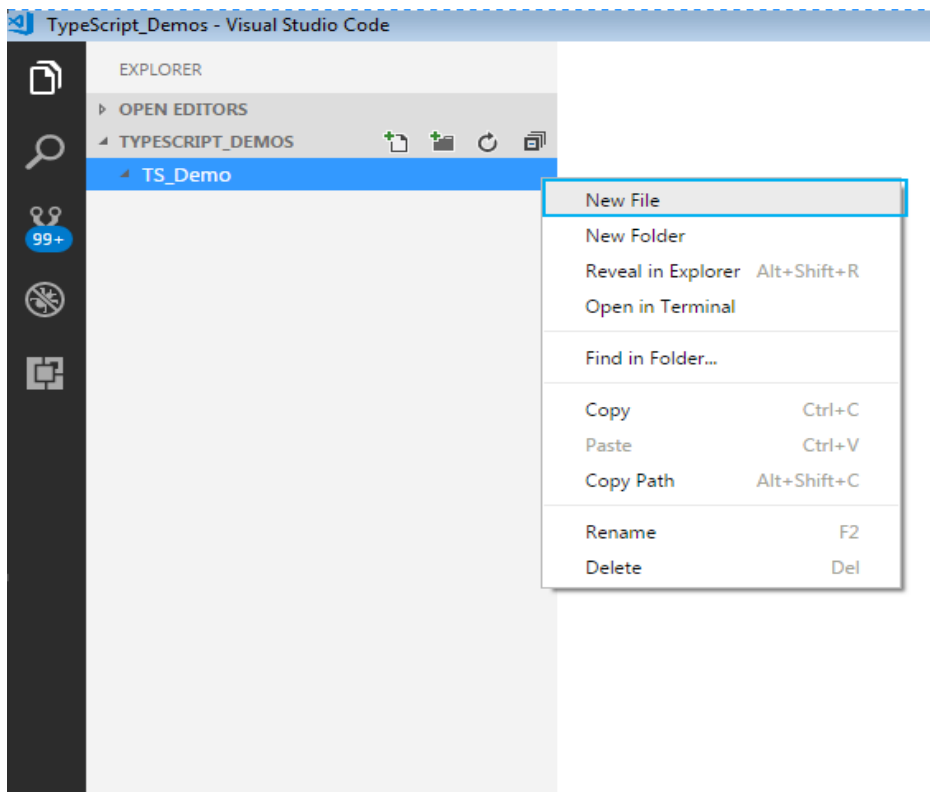 TypeScript_Demos - Visual Studio Code
EXPLORER
OPEN EDITORS
TYPESCRIPT_DEMOS
TS_Demo
99+
New File
New Folder
Reveal in Explorer Alt+Shift+R
Open in Terminal
Find in Folder...
Copy Ctrl+C
Paste Ctrl+V
Copy Path Alt+Shift+C
Rename F2
Delete Del